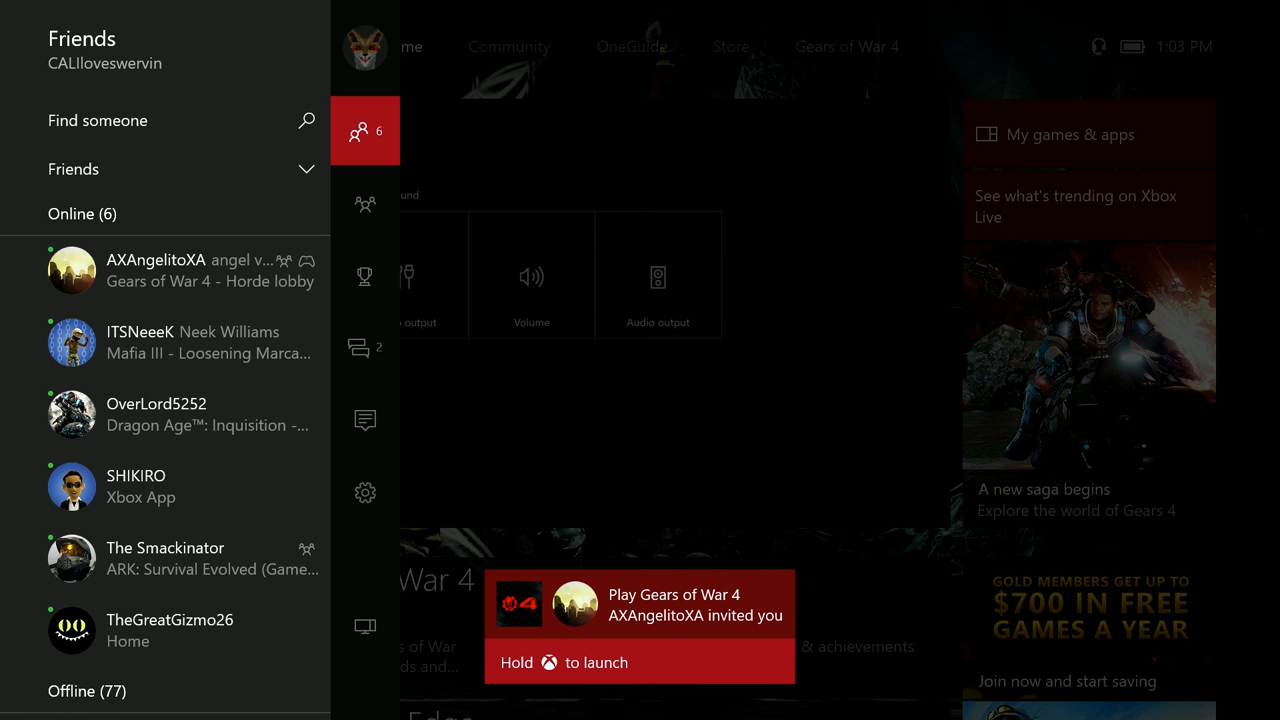 Friends
CALIloveswervin
Find someone
Friends
Online (6)
AXAngelitoXA angel v...
Gears of War 4 - Horde lobby
ITSNeeeK Neek Williams
Mafia III - Loosening Marca...
OverLord5252
Dragon Age™: Inquisition -...
SHIKIRO
Xbox App
The Smackinator
ARK: Survival Evolved (Game...
TheGreatGizmo26
Home
Offline (77)
6
2
me
Community
OneGuide
Store
Gears of War 4
1:03 PM
und
output
Volume
Audio output
My games & apps
See what's trending on Xbox
Live
A new saga begins
Explore the world of Gears 4
GOLD MEMBERS GET UP TO
$700 IN FREE
GAMES A YEAR
Join now and start saving
War 4
s of War
ds and...
& achievements
Edge
04
Play Gears of War 4
AXAngelitoXA invited you
Hold to launch